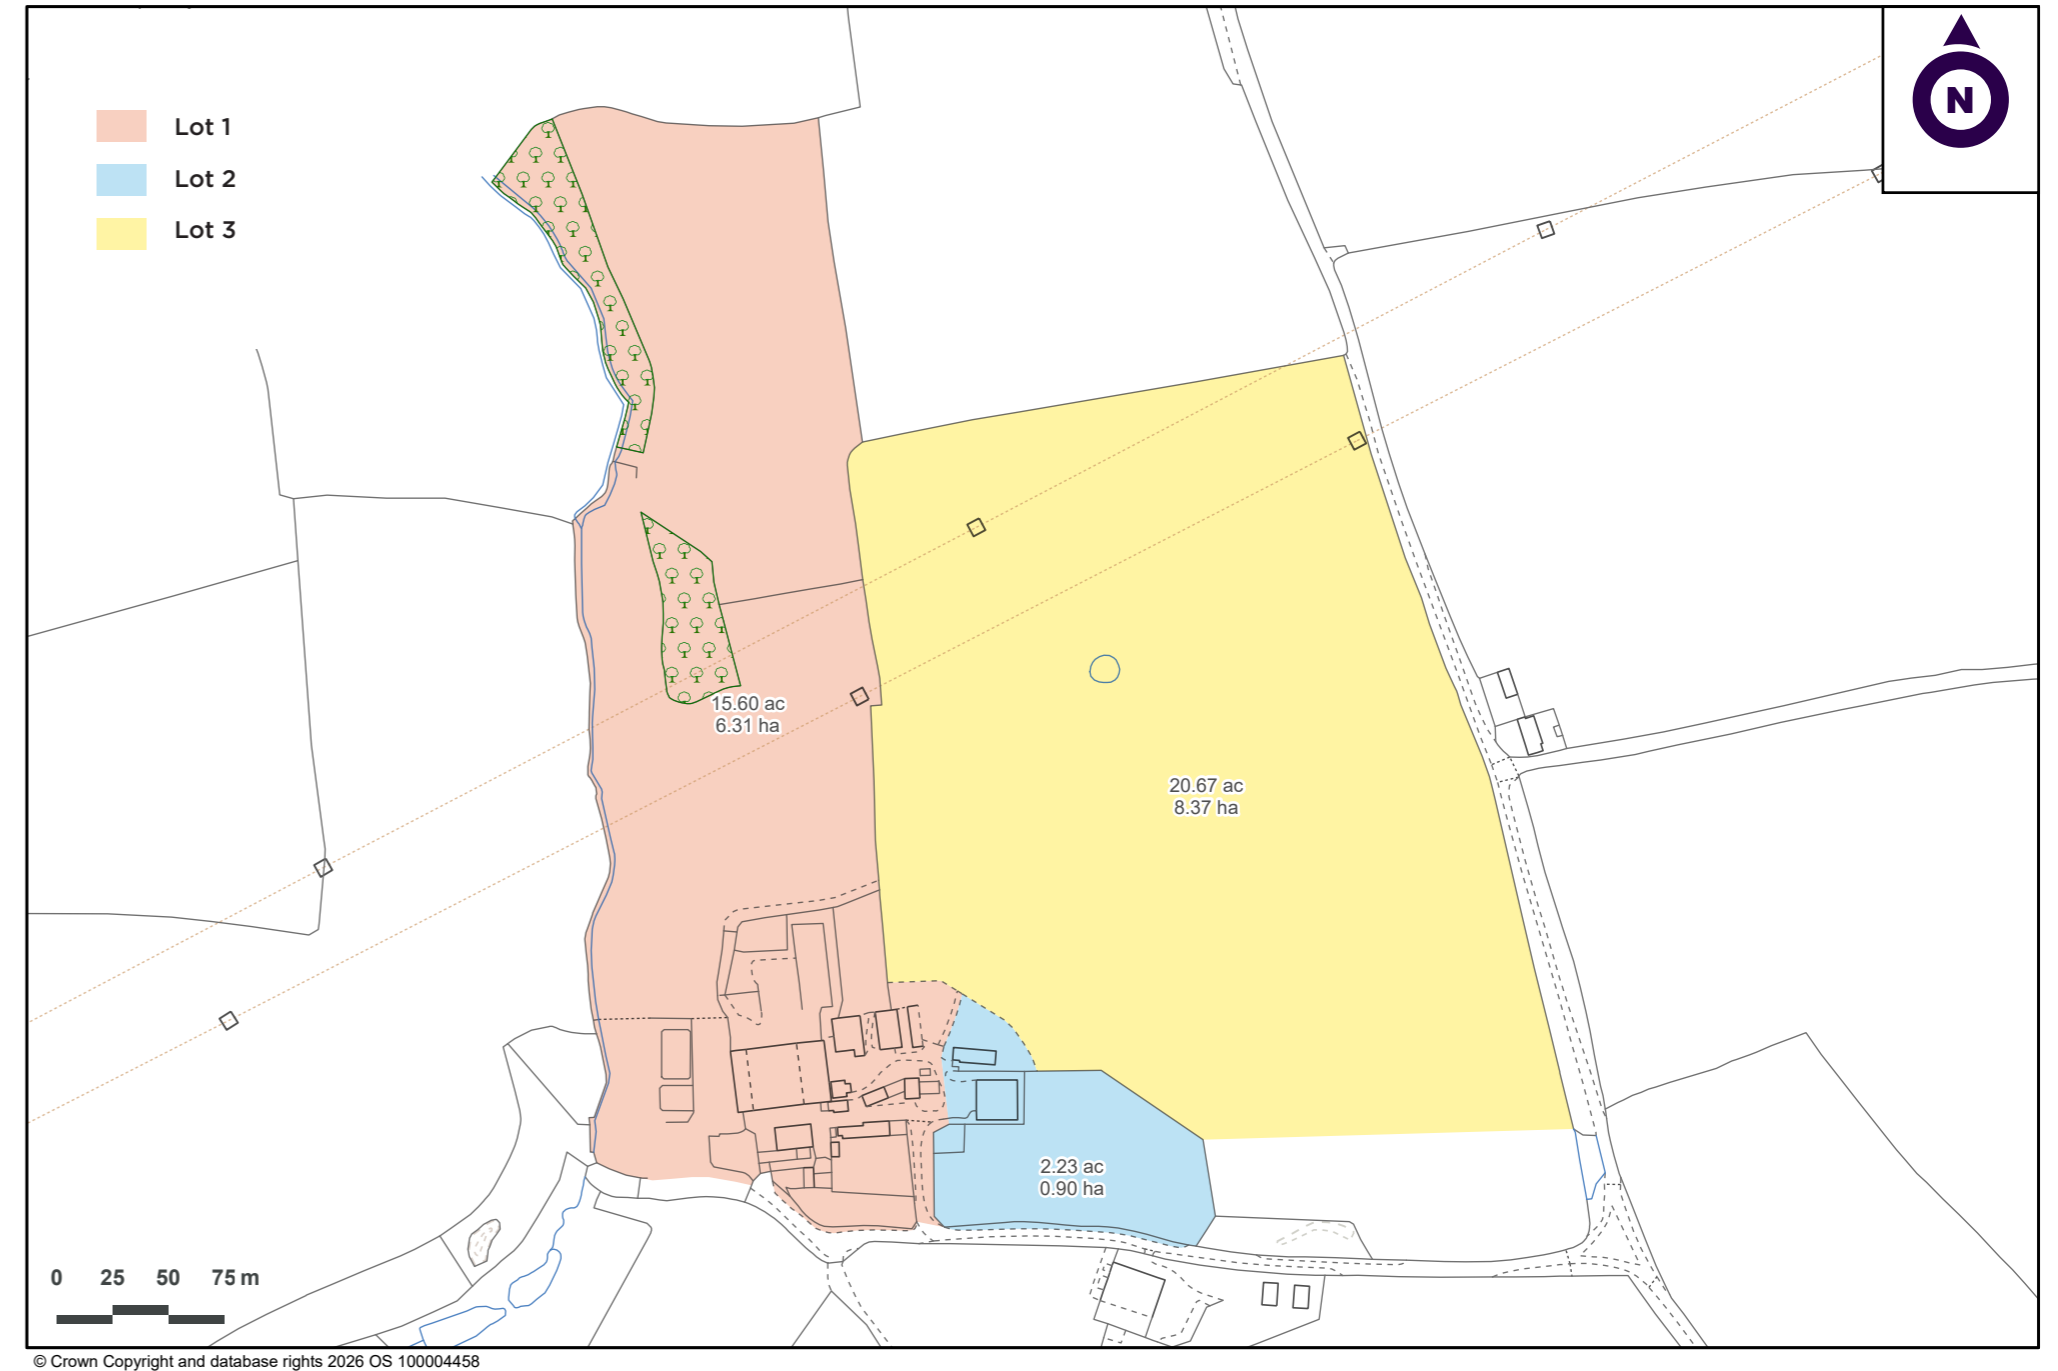 Lot 1
Lot 2
Lot 3
N
15.60 ac
6.31 ha
20.67 ac
8.37 ha
2.23 ac
0.90 ha
0 25 50 75 m
© Crown Copyright and database rights 2026 OS 100004458